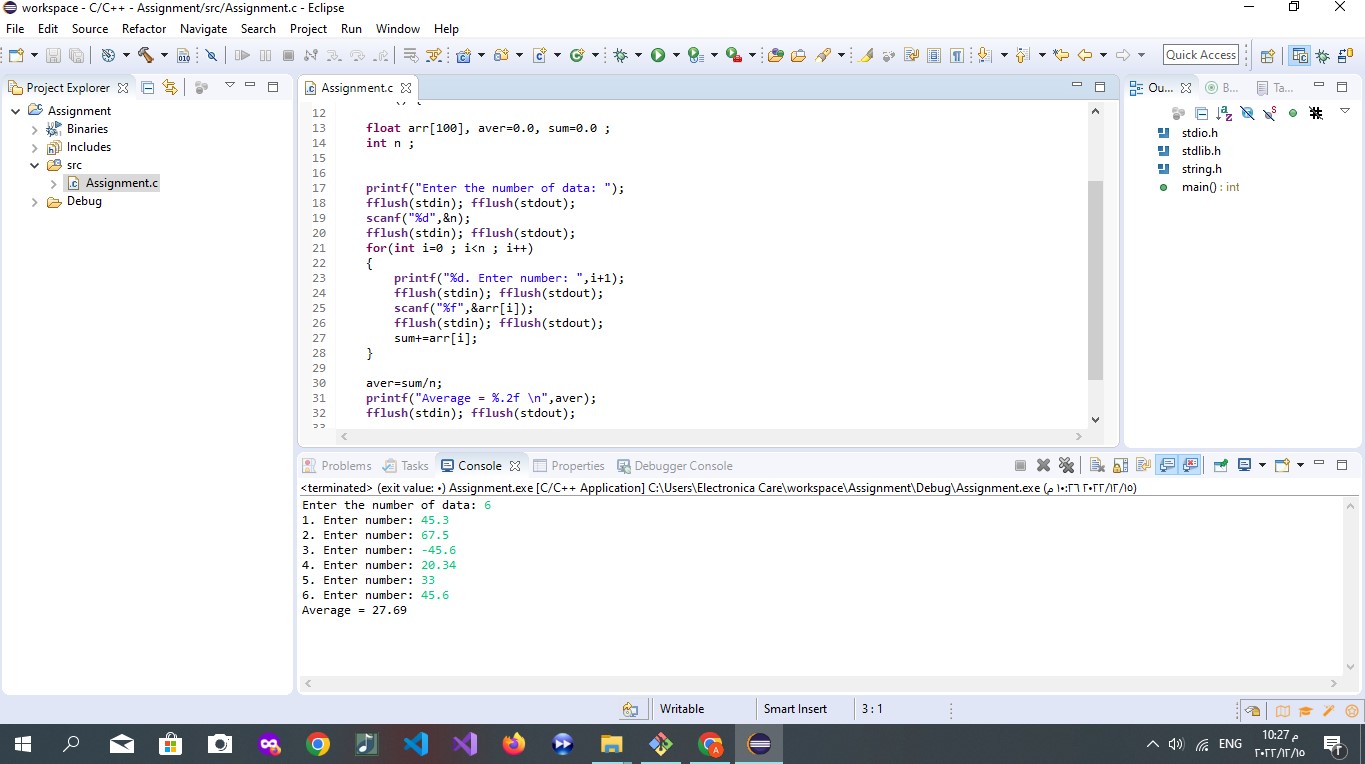 workspace - C/C++ - Assignment/src/Assignment.c - Eclipse
File Edit Source Refactor Navigate Search Project Run Window Help
Quick Access
Project Explorer
Assignment
Binaries
Includes
src
Assignment.c
Debug
Assignment.c
12
13 float arr[100], aver=0.0, sum=0.0 ;
14 int n ;
15
16
17 printf("Enter the number of data: ");
18 fflush(stdin); fflush(stdout);
19 scanf("%d",&n);
20 fflush(stdin); fflush(stdout);
21 for(int i=0 ; i<n ; i++)
22 {
23 printf("%d. Enter number: ",i+1);
24 fflush(stdin); fflush(stdout);
25 scanf("%f",&arr[i]);
26 fflush(stdin); fflush(stdout);
27 sum+=arr[i];
28 }
29
30 aver=sum/n;
31 printf("Average = %.2f \n",aver);
32 fflush(stdin); fflush(stdout);
Ou... B... Ta...
stdio.h
stdlib.h
string.h
main() : int
Problems Tasks Console Properties Debugger Console
<terminated> (exit value: ٠) Assignment.exe [C/C++ Application] C:\Users\Electronica Care\workspace\Assignment\Debug\Assignment.exe (٢٠٢٢/١٢/١٥ ١٠:٢٦ م)
Enter the number of data: 6
1. Enter number: 45.3
2. Enter number: 67.5
3. Enter number: -45.6
4. Enter number: 20.34
5. Enter number: 33
6. Enter number: 45.6
Average = 27.69
Writable Smart Insert 3 : 1
ENG
10:27 م
٢٠٢٢/١٢/١٥